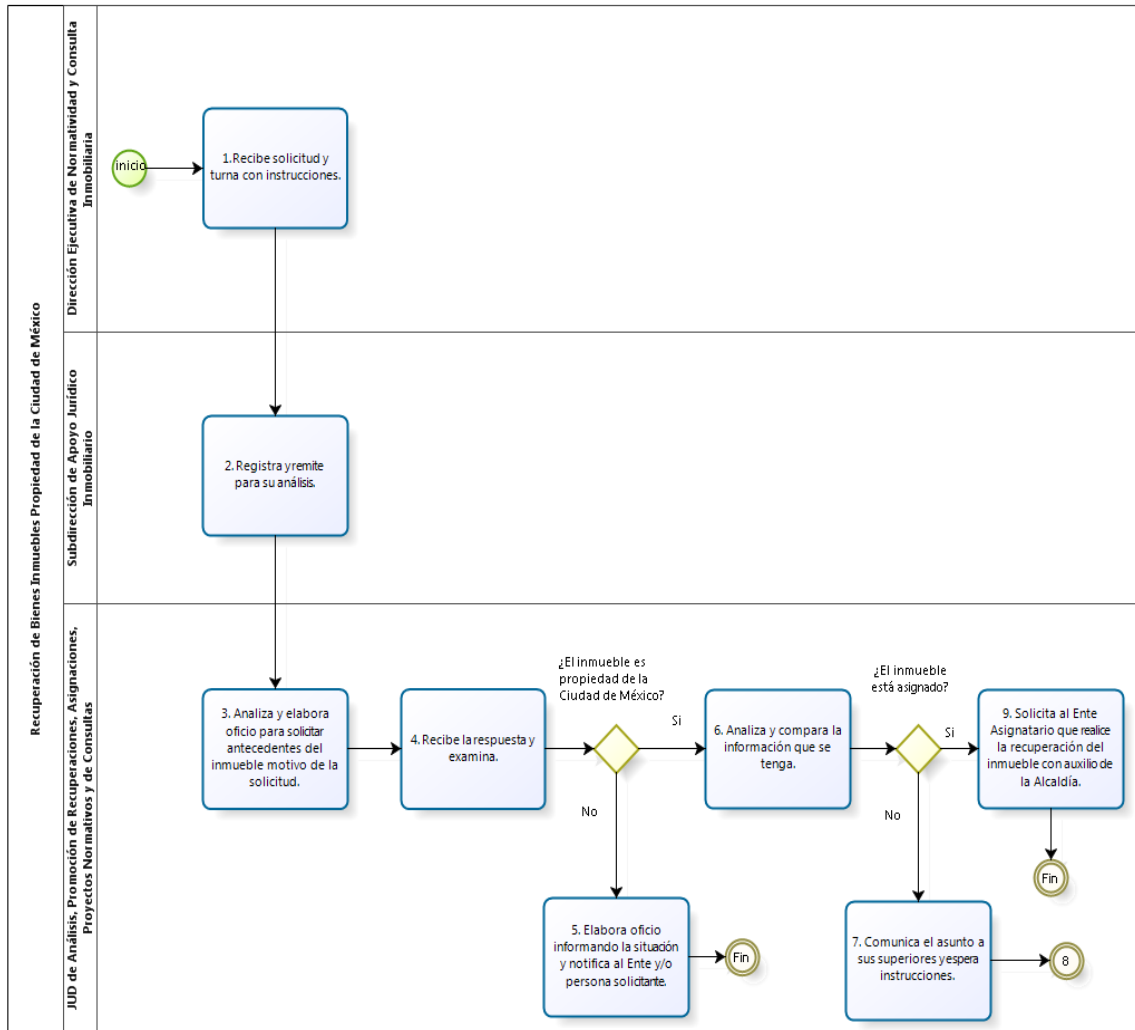 Recuperación de Bienes Inmuebles Propiedad de la Ciudad de México
Dirección Ejecutiva de Normatividad y Consulta
Inmobiliaria
inicio
1.Recibe solicitud y
turna con instrucciones.
Subdirección de Apoyo Jurídico
Inmobiliario
2. Registra y remite
para su análisis.
JUD de Análisis, Promoción de Recuperaciones, Asignaciones,
Proyectos Normativos y de Consultas
3. Analiza y elabora
oficio para solicitar
antecedentes del
inmueble motivo de la
solicitud.
4. Recibe la respuesta y
examina.
¿El inmueble es
propiedad de la
Ciudad de México?
Si
No
5. Elabora oficio
informando la situación
y notifica al Ente y/o
persona solicitante.
Fin
6. Analiza y compara la
información que se
tenga.
¿El inmueble
está asignado?
Si
No
9. Solicita al Ente
Asignatario que realice
la recuperación del
inmueble con auxilio de
la Alcaldía.
Fin
7. Comunica el asunto a
sus superiores y espera
instrucciones.
8